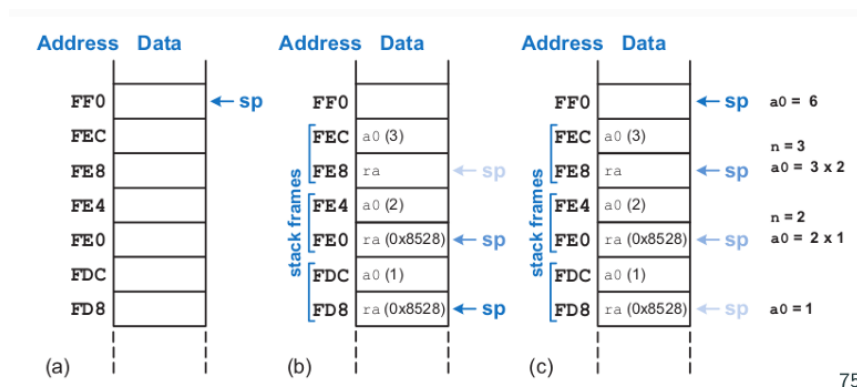 Address Data
FF0
sp
FEC
FE8
FE4
FE0
FDC
FD8
(a)
Address Data
FF0
FEC a0 (3)
FE8 ra
sp
FE4 a0 (2)
FE0 ra (0x8528)
sp
FDC a0 (1)
FD8 ra (0x8528)
sp
stack frames
(b)
Address Data
FF0
sp a0 = 6
FEC a0 (3)
n = 3
FE8 ra
sp a0 = 3 x 2
FE4 a0 (2)
n = 2
FE0 ra (0x8528)
sp a0 = 2 x 1
FDC a0 (1)
FD8 ra (0x8528)
sp a0 = 1
stack frames
(c)
75